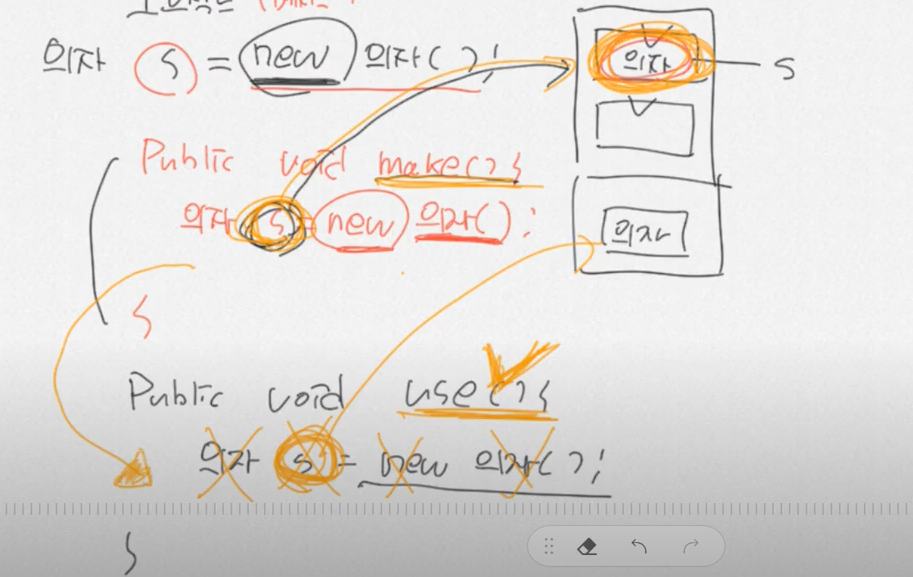 의자 s = new 의자( );
의자
s
Public void make( ) {
의자 s = new 의자( );
의자
}
Public void use( ) {
의자 s = new 의자( );
}